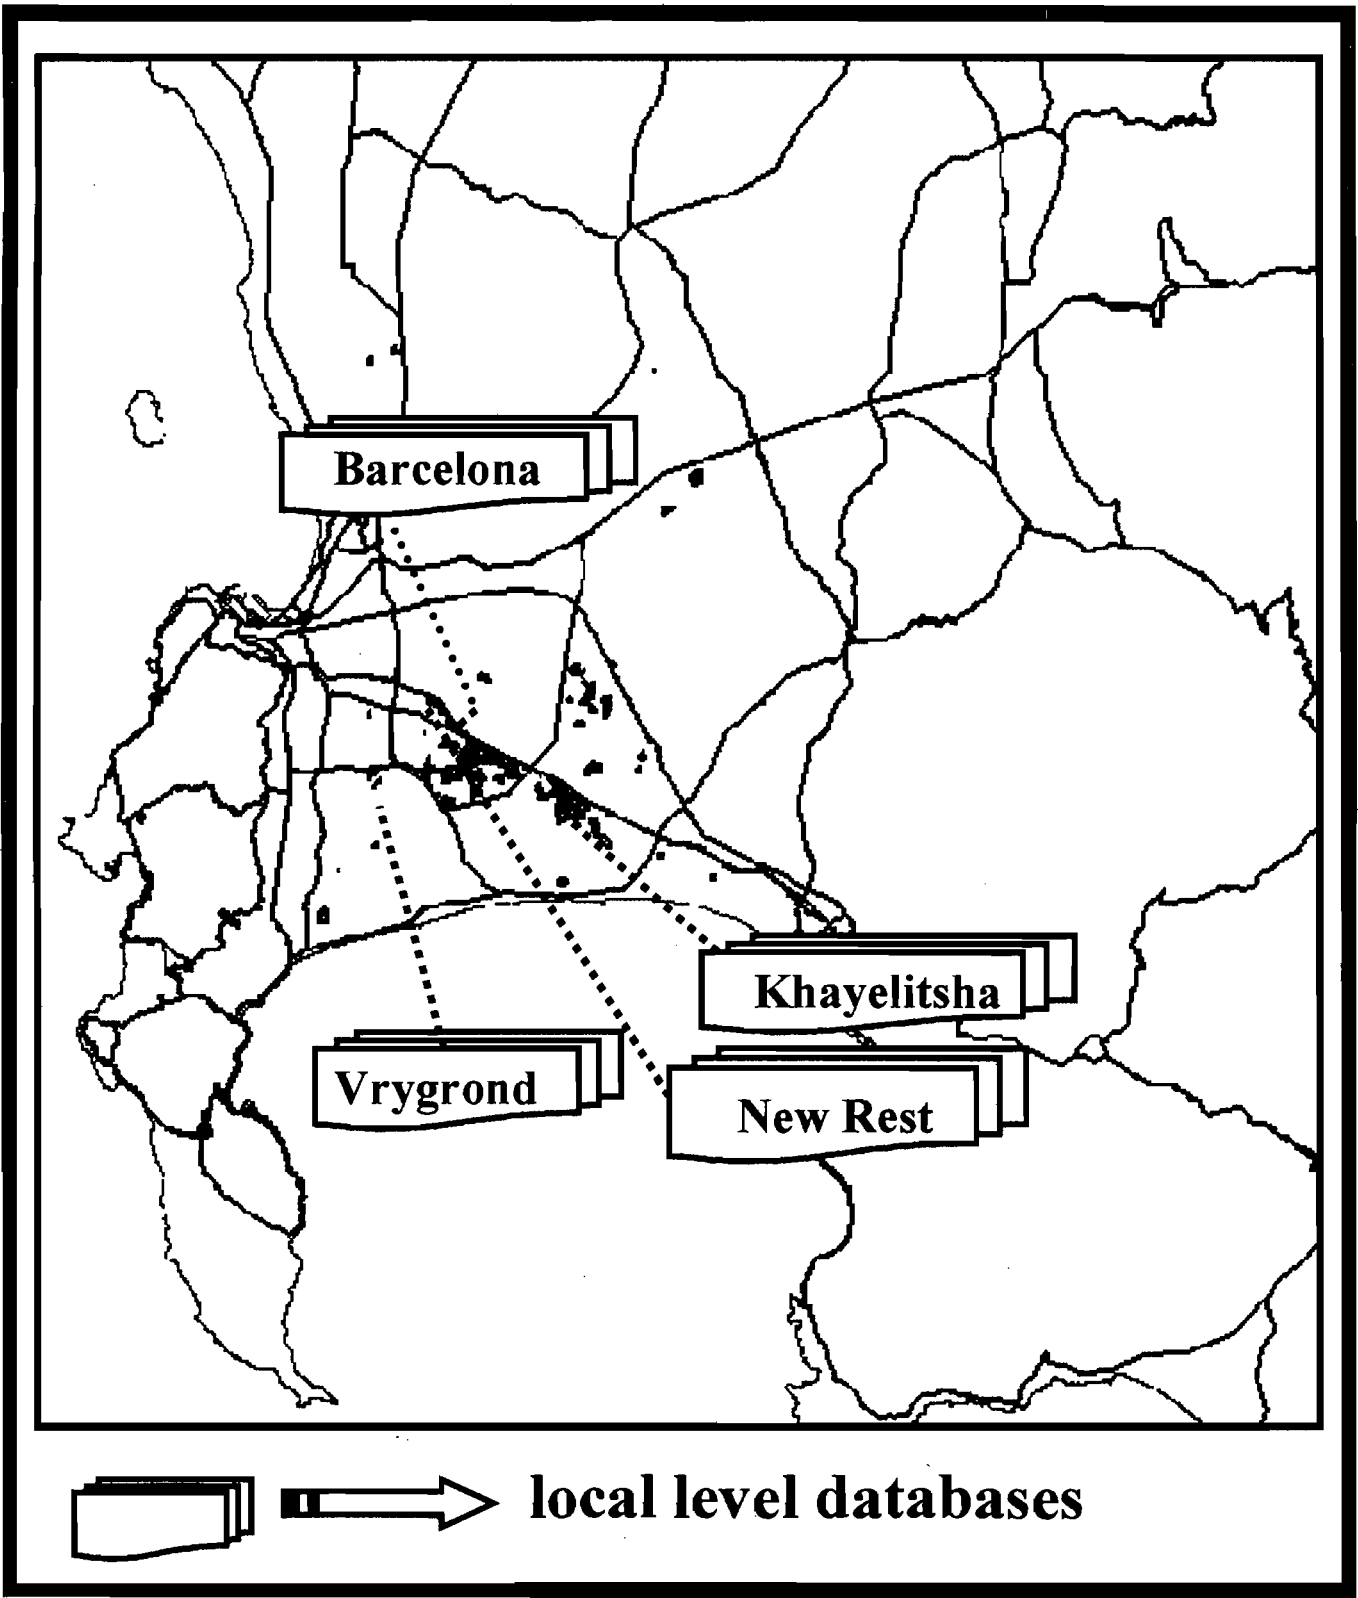 Barcelona
Khayelitsha
Vrygrond
New Rest
local level databases